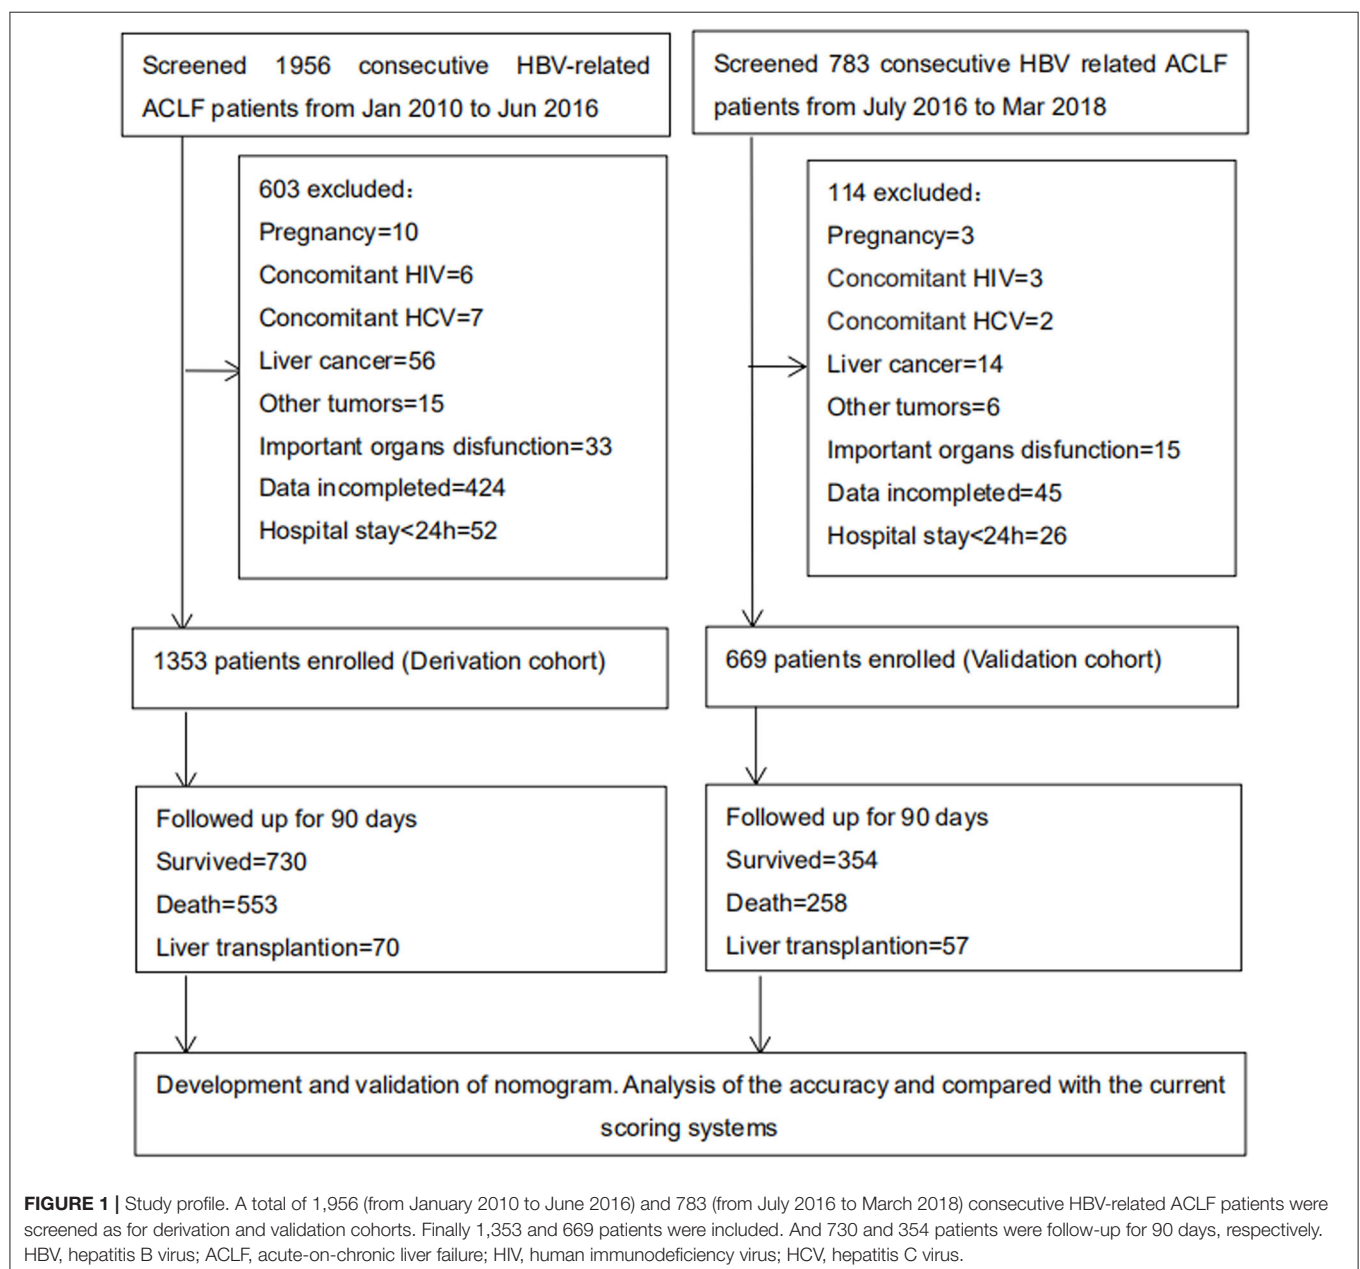 Screened 1956 consecutive HBV-related
ACLF patients from Jan 2010 to Jun 2016
Screened 783 consecutive HBV related ACLF
patients from July 2016 to Mar 2018
603 excluded：
Pregnancy=10
Concomitant HIV=6
Concomitant HCV=7
Liver cancer=56
Other tumors=15
Important organs disfunction=33
Data incompleted=424
Hospital stay<24h=52
114 excluded：
Pregnancy=3
Concomitant HIV=3
Concomitant HCV=2
Liver cancer=14
Other tumors=6
Important organs disfunction=15
Data incompleted=45
Hospital stay<24h=26
1353 patients enrolled (Derivation cohort)
669 patients enrolled (Validation cohort)
Followed up for 90 days
Survived=730
Death=553
Liver transplantion=70
Followed up for 90 days
Survived=354
Death=258
Liver transplantion=57
Development and validation of nomogram. Analysis of the accuracy and compared with the current
scoring systems
FIGURE 1 | Study profile. A total of 1,956 (from January 2010 to June 2016) and 783 (from July 2016 to March 2018) consecutive HBV-related ACLF patients were
screened as for derivation and validation cohorts. Finally 1,353 and 669 patients were included. And 730 and 354 patients were follow-up for 90 days, respectively.
HBV, hepatitis B virus; ACLF, acute-on-chronic liver failure; HIV, human immunodeficiency virus; HCV, hepatitis C virus.